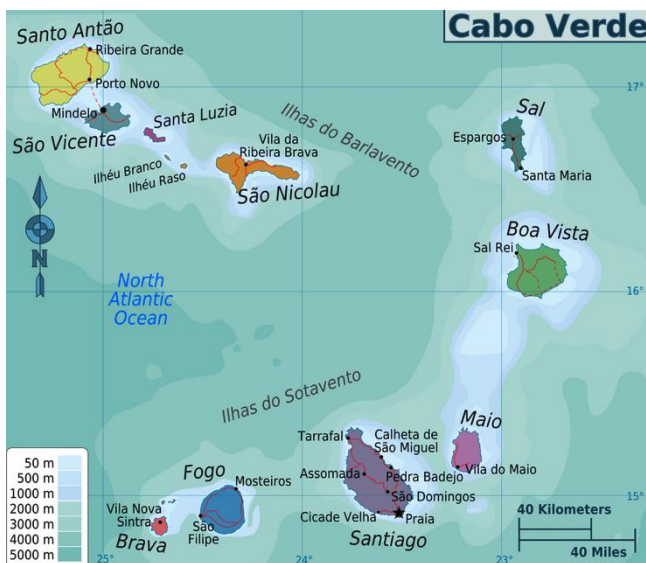 Cabo Verde
Santo Antão
Ribeira Grande
Porto Novo
Mindelo
São Vicente
Santa Luzia
Ilhéu Branco
Ilhéu Raso
Vila da
Ribeira Brava
São Nicolau
Ilhas do Barlavento
Sal
Espargos
Santa Maria
17°
Boa Vista
Sal Rei
16°
N
North
Atlantic
Ocean
Ilhas do Sotavento
Maio
Vila do Maio
Tarrafal
Calheta de
São Miguel
Assomada
Pedra Badejo
São Domingos
Cicade Velha
Praia
Santiago
Fogo
Mosteiros
São
Filipe
Vila Nova
Sintra
Brava
15°
50 m
500 m
1000 m
2000 m
3000 m
4000 m
5000 m
25°
24°
23°
40 Kilometers
40 Miles